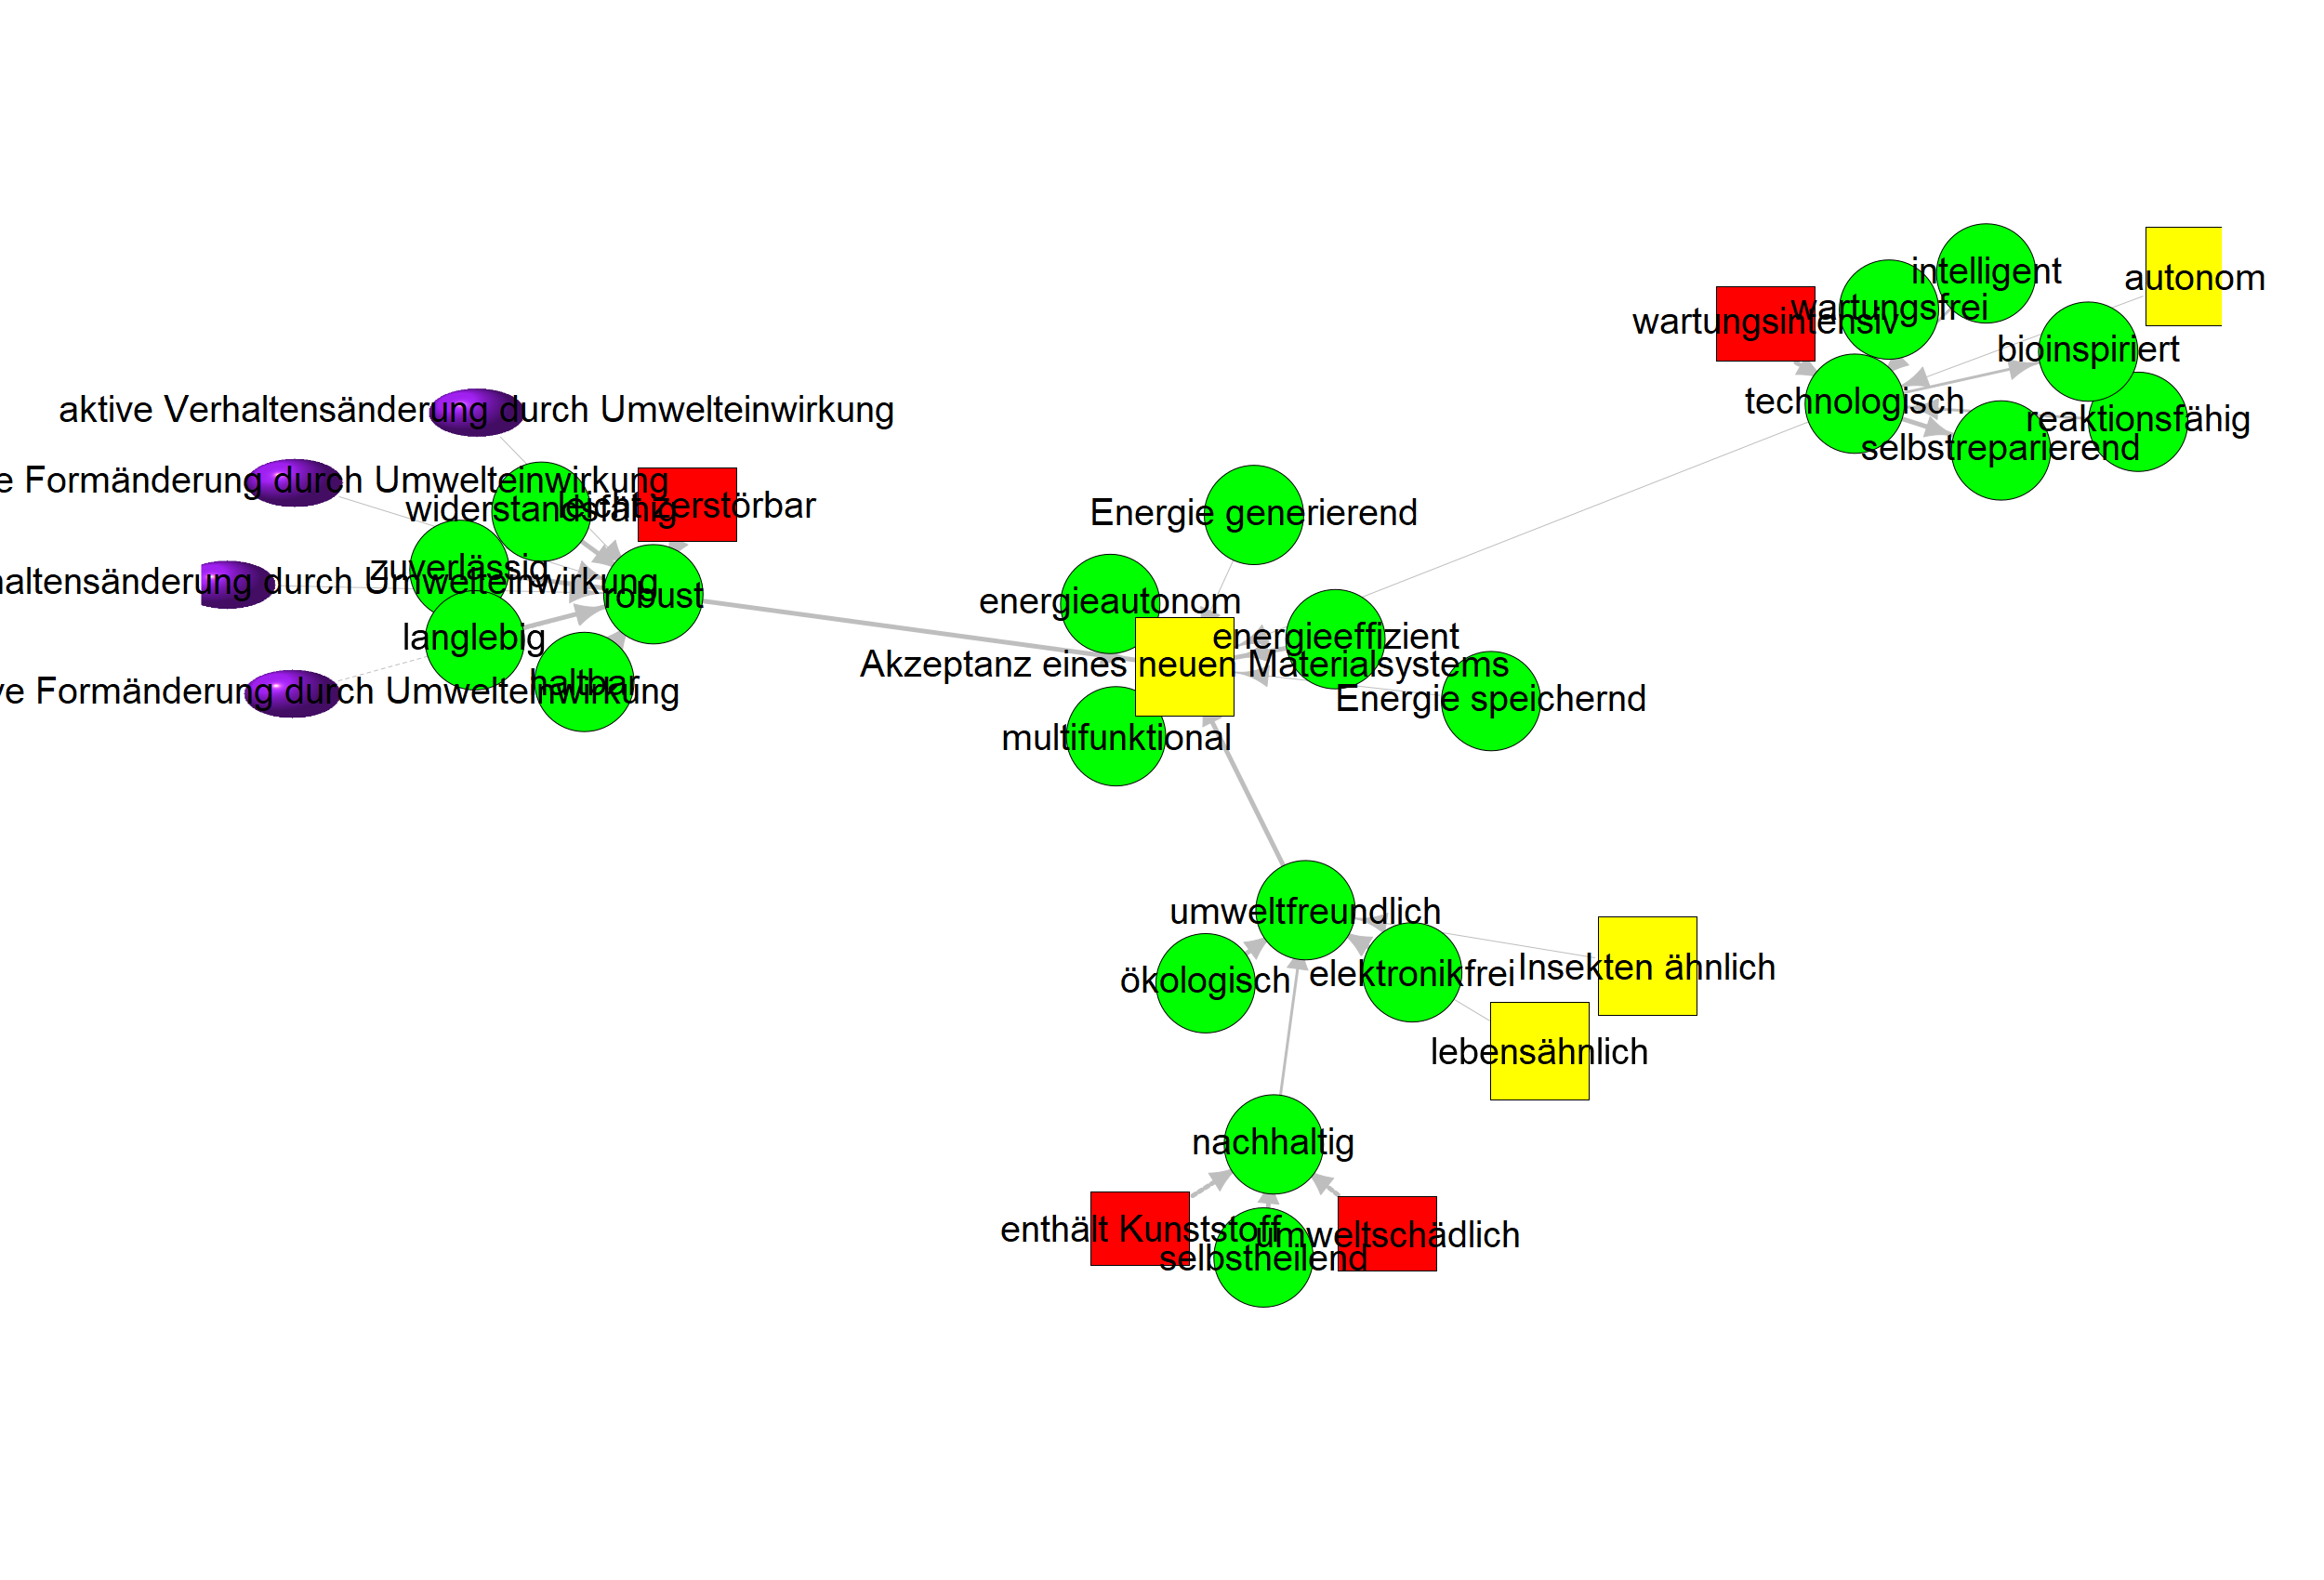 intelligent
autonom
wartungsfrei
wartungsintensiv
bioinspiriert
technologisch
aktive Verhaltensänderung durch Umwelteinwirkung
reaktionsfähig
selbstreparierend
e Formänderung durch Umwelteinwirkung
widerstandsfähig
leicht zerstörbar
Energie generierend
zuverlässig
haltensänderung durch Umwelteinwirkung
robust
energieautonom
langlebig
energieeffizient
Akzeptanz eines neuen Materialsystems
haltbar
ve Formänderung durch Umwelteinwirkung
Energie speichernd
multifunktional
umweltfreundlich
ökologisch
elektronikfrei
Insekten ähnlich
lebensähnlich
nachhaltig
enthält Kunststoff
umweltschädlich
selbstheilend